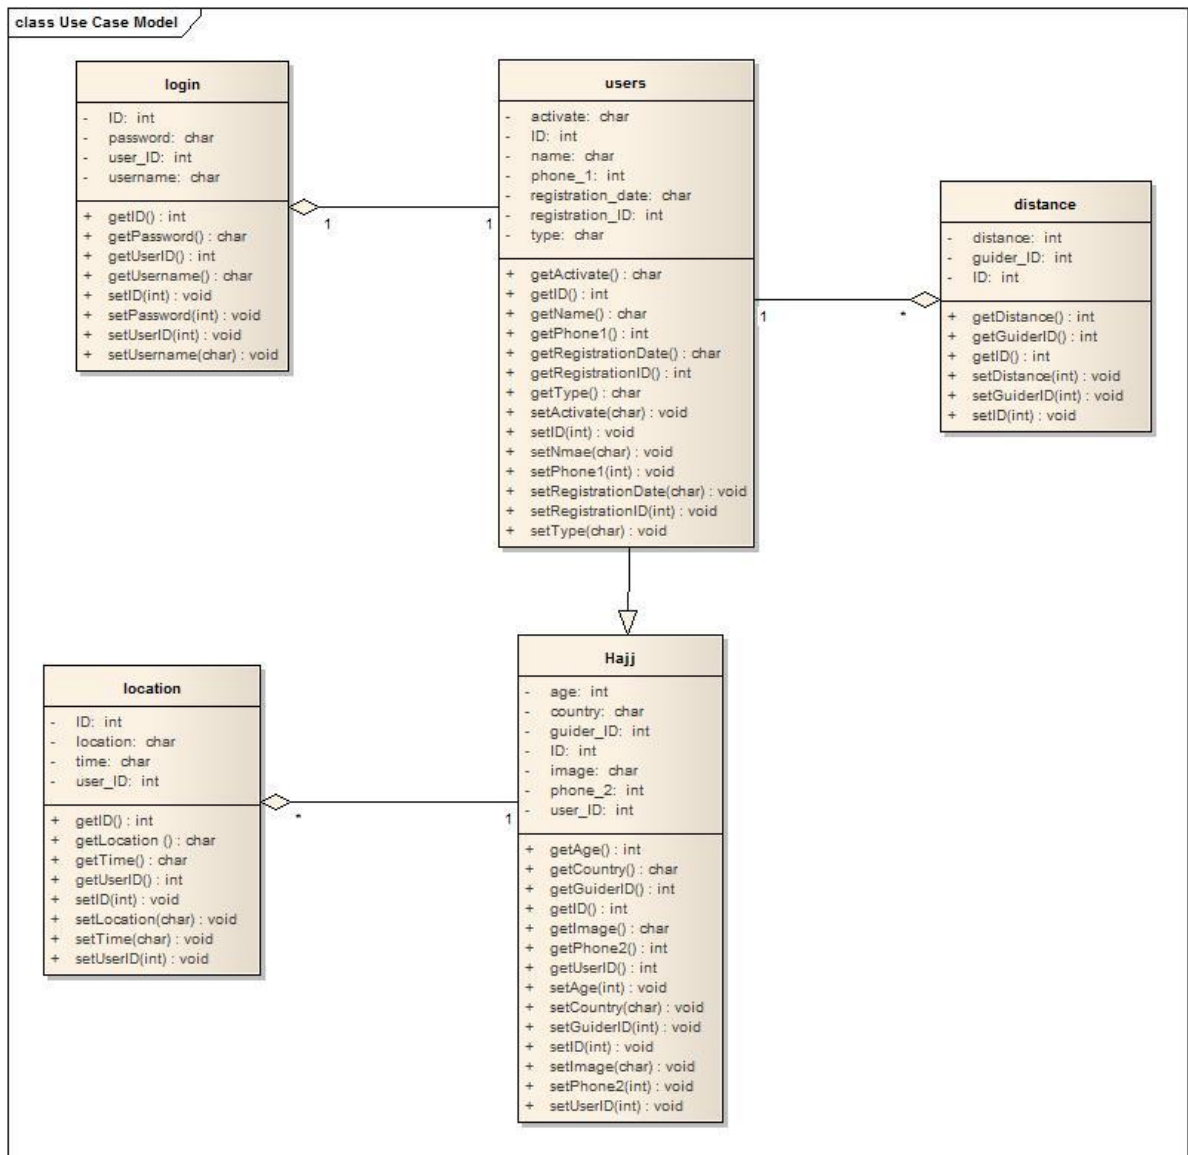 class Use Case Model
login
- ID: int
- password: char
- user_ID: int
- username: char
+ getID() : int
+ getPassword() : char
+ getUserID() : int
+ getUsername() : char
+ setID(int) : void
+ setPassword(int) : void
+ setUserID(int) : void
+ setUsername(char) : void
1
1
users
- activate: char
- ID: int
- name: char
- phone_1: int
- registration_date: char
- registration_ID: int
- type: char
+ getActivate() : char
+ getID() : int
+ getName() : char
+ getPhone1() : int
+ getRegistrationDate() : char
+ getRegistrationID() : int
+ getType() : char
+ setActivate(char) : void
+ setID(int) : void
+ setNmae(char) : void
+ setPhone1(int) : void
+ setRegistrationDate(char) : void
+ setRegistrationID(int) : void
+ setType(char) : void
1
*
distance
- distance: int
- guider_ID: int
- ID: int
+ getDistance() : int
+ getGuiderID() : int
+ getID() : int
+ setDistance(int) : void
+ setGuiderID(int) : void
+ setID(int) : void
location
- ID: int
- location: char
- time: char
- user_ID: int
+ getID() : int
+ getLocation () : char
+ getTime() : char
+ getUserID() : int
+ setID(int) : void
+ setLocation(char) : void
+ setTime(char) : void
+ setUserID(int) : void
*
1
Hajj
- age: int
- country: char
- guider_ID: int
- ID: int
- image: char
- phone_2: int
- user_ID: int
+ getAge() : int
+ getCountry() : char
+ getGuiderID() : int
+ getID() : int
+ getImage() : char
+ getPhone2() : int
+ getUserID() : int
+ setAge(int) : void
+ setCountry(char) : void
+ setGuiderID(int) : void
+ setID(int) : void
+ setImage(char) : void
+ setPhone2(int) : void
+ setUserID(int) : void